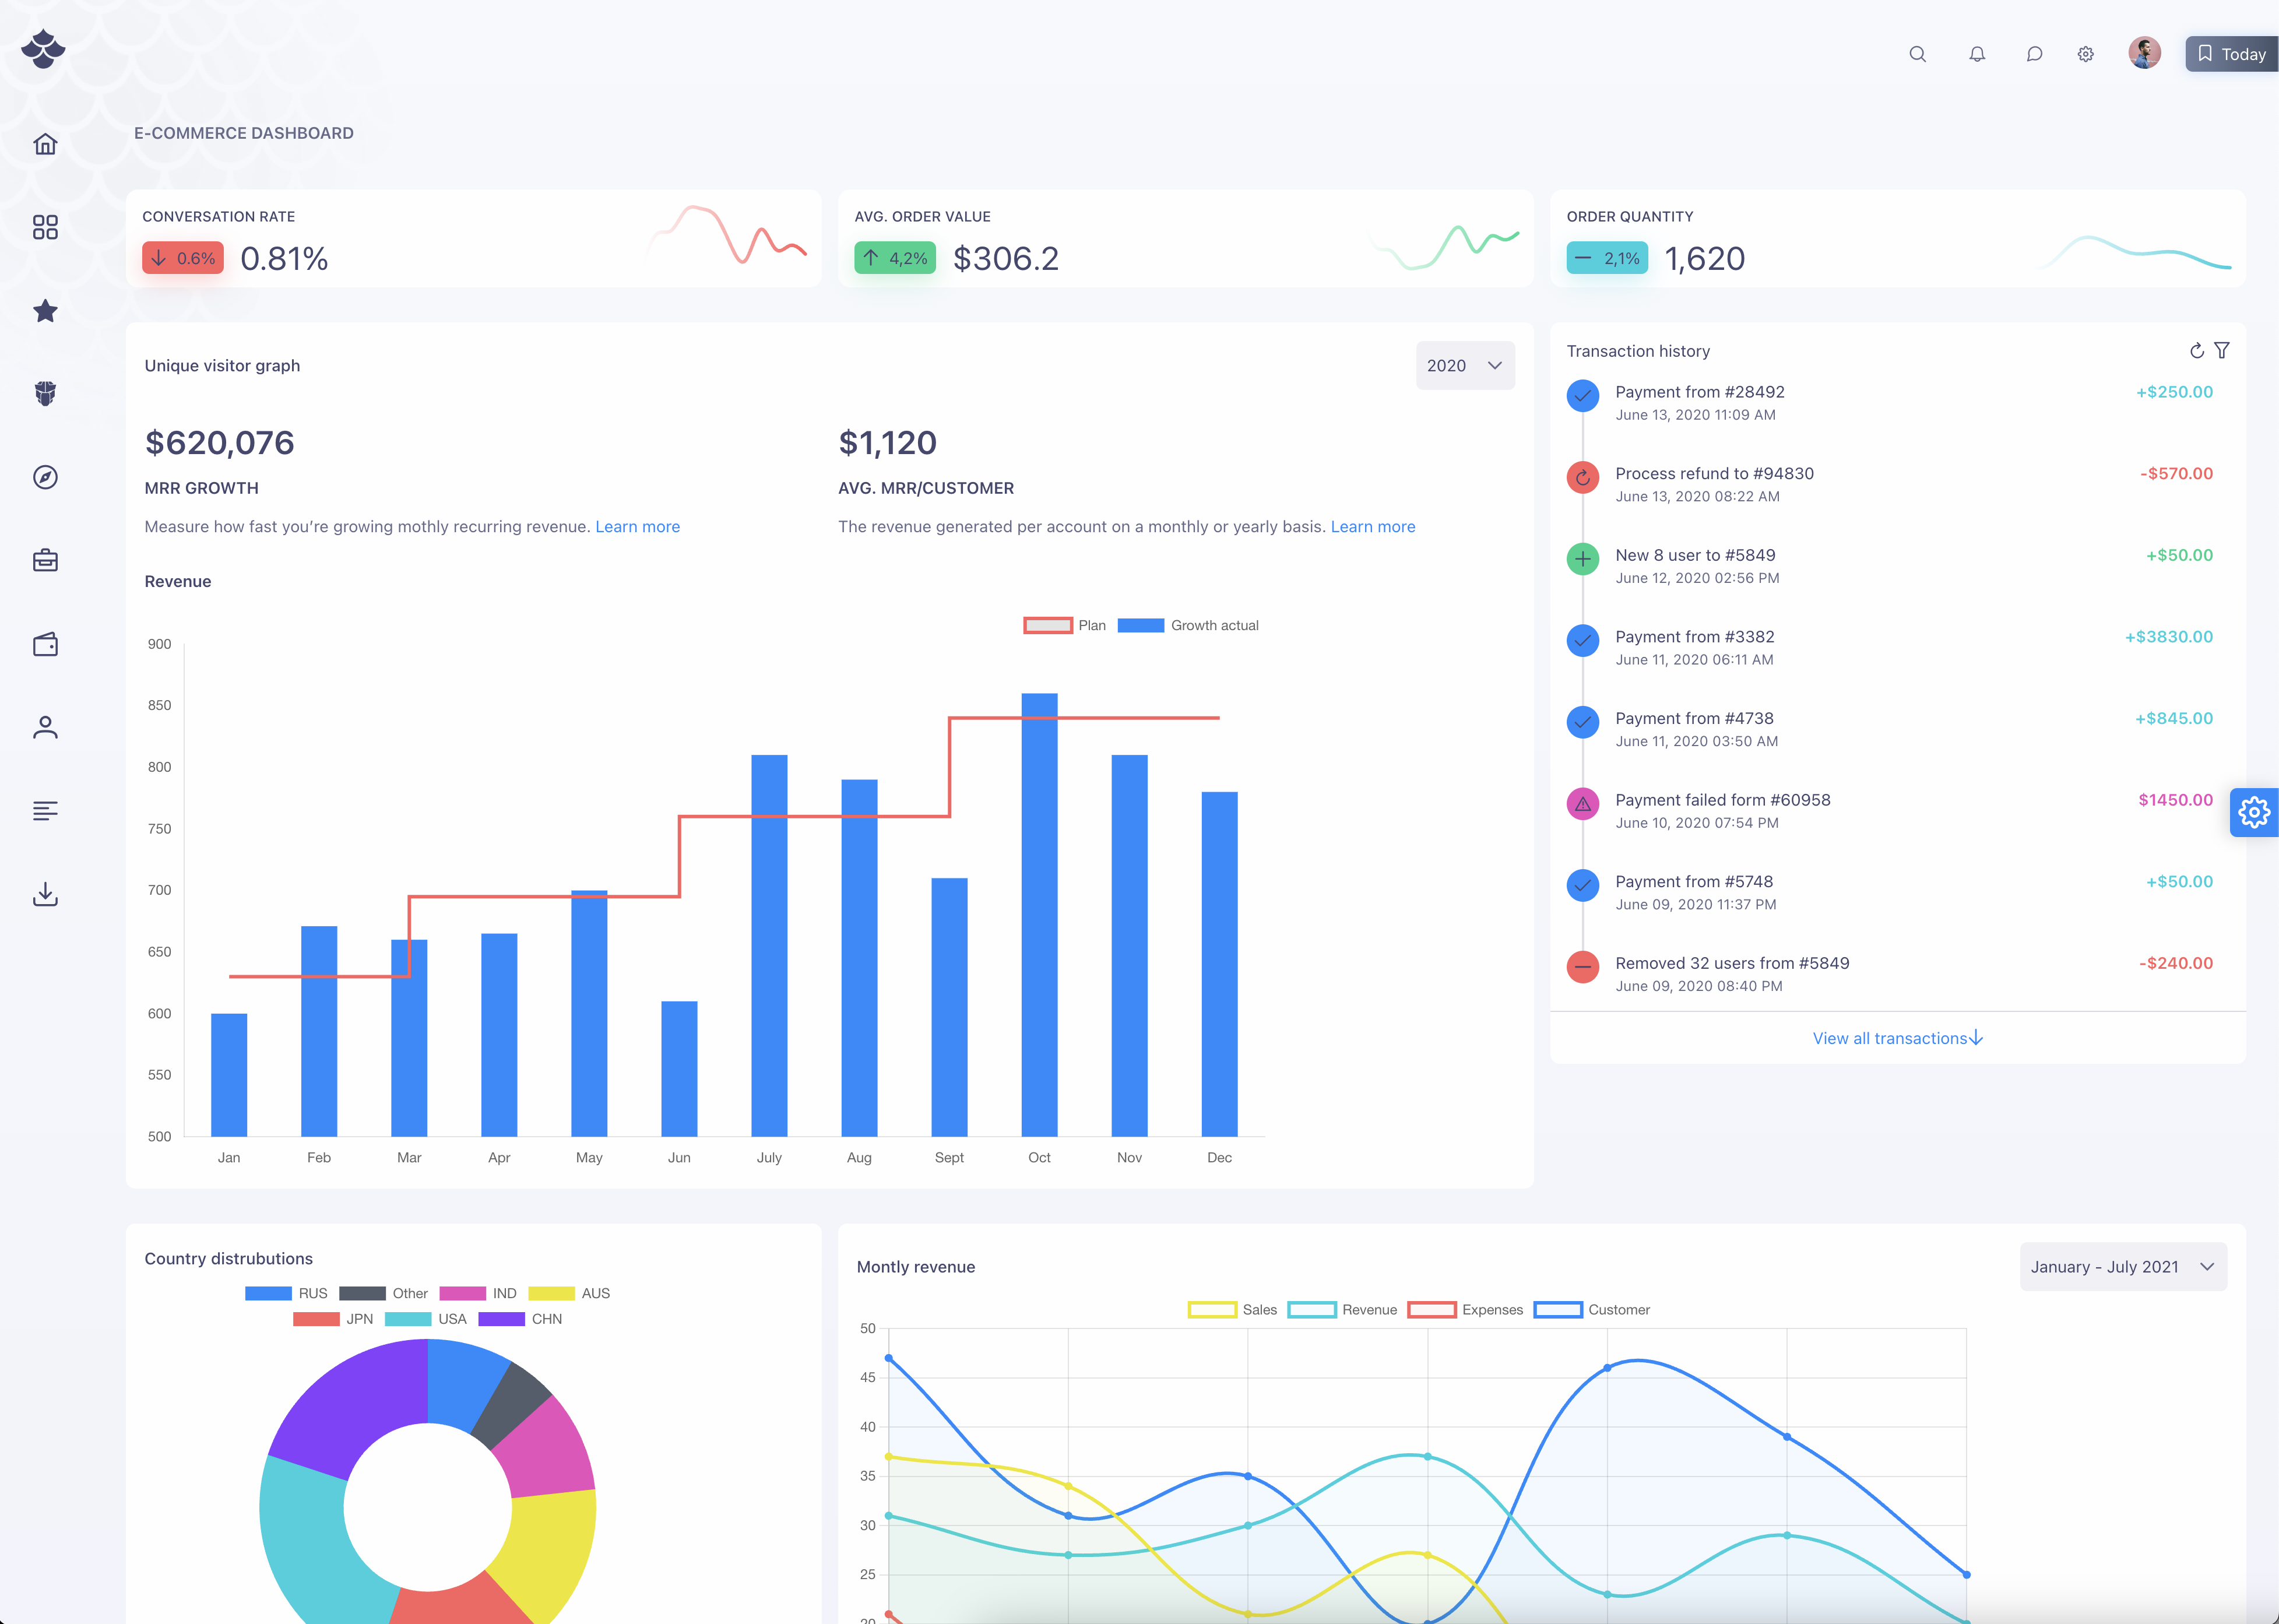 Today
E-COMMERCE DASHBOARD
CONVERSATION RATE
0.6% 0.81%
AVG. ORDER VALUE
4,2% $306.2
ORDER QUANTITY
2,1% 1,620
Unique visitor graph
2020
$620,076
MRR GROWTH
Measure how fast you’re growing mothly recurring revenue. Learn more
$1,120
AVG. MRR/CUSTOMER
The revenue generated per account on a monthly or yearly basis. Learn more
Revenue
Plan Growth actual
900
850
800
750
700
650
600
550
500
Jan Feb Mar Apr May Jun July Aug Sept Oct Nov Dec
Transaction history
Payment from #28492 +$250.00
June 13, 2020 11:09 AM
Process refund to #94830 -$570.00
June 13, 2020 08:22 AM
New 8 user to #5849 +$50.00
June 12, 2020 02:56 PM
Payment from #3382 +$3830.00
June 11, 2020 06:11 AM
Payment from #4738 +$845.00
June 11, 2020 03:50 AM
Payment failed form #60958 $1450.00
June 10, 2020 07:54 PM
Payment from #5748 +$50.00
June 09, 2020 11:37 PM
Removed 32 users from #5849 -$240.00
June 09, 2020 08:40 PM
View all transactions
Country distrubutions
RUS Other IND AUS
JPN USA CHN
Montly revenue
January - July 2021
Sales Revenue Expenses Customer
50
45
40
35
30
25
20